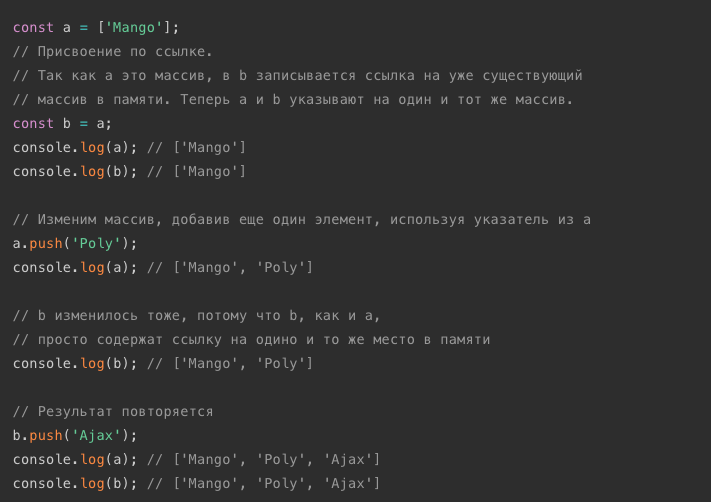 const a = ['Mango'];
// Присвоение по ссылке.
// Так как a это массив, в b записывается ссылка на уже существующий
// массив в памяти. Теперь a и b указывают на один и тот же массив.
const b = a;
console.log(a); // ['Mango']
console.log(b); // ['Mango']
// Изменим массив, добавив еще один элемент, используя указатель из a
a.push('Poly');
console.log(a); // ['Mango', 'Poly']
// b изменилось тоже, потому что b, как и a,
// просто содержат ссылку на одино и то же место в памяти
console.log(b); // ['Mango', 'Poly']
// Результат повторяется
b.push('Ajax');
console.log(a); // ['Mango', 'Poly', 'Ajax']
console.log(b); // ['Mango', 'Poly', 'Ajax']